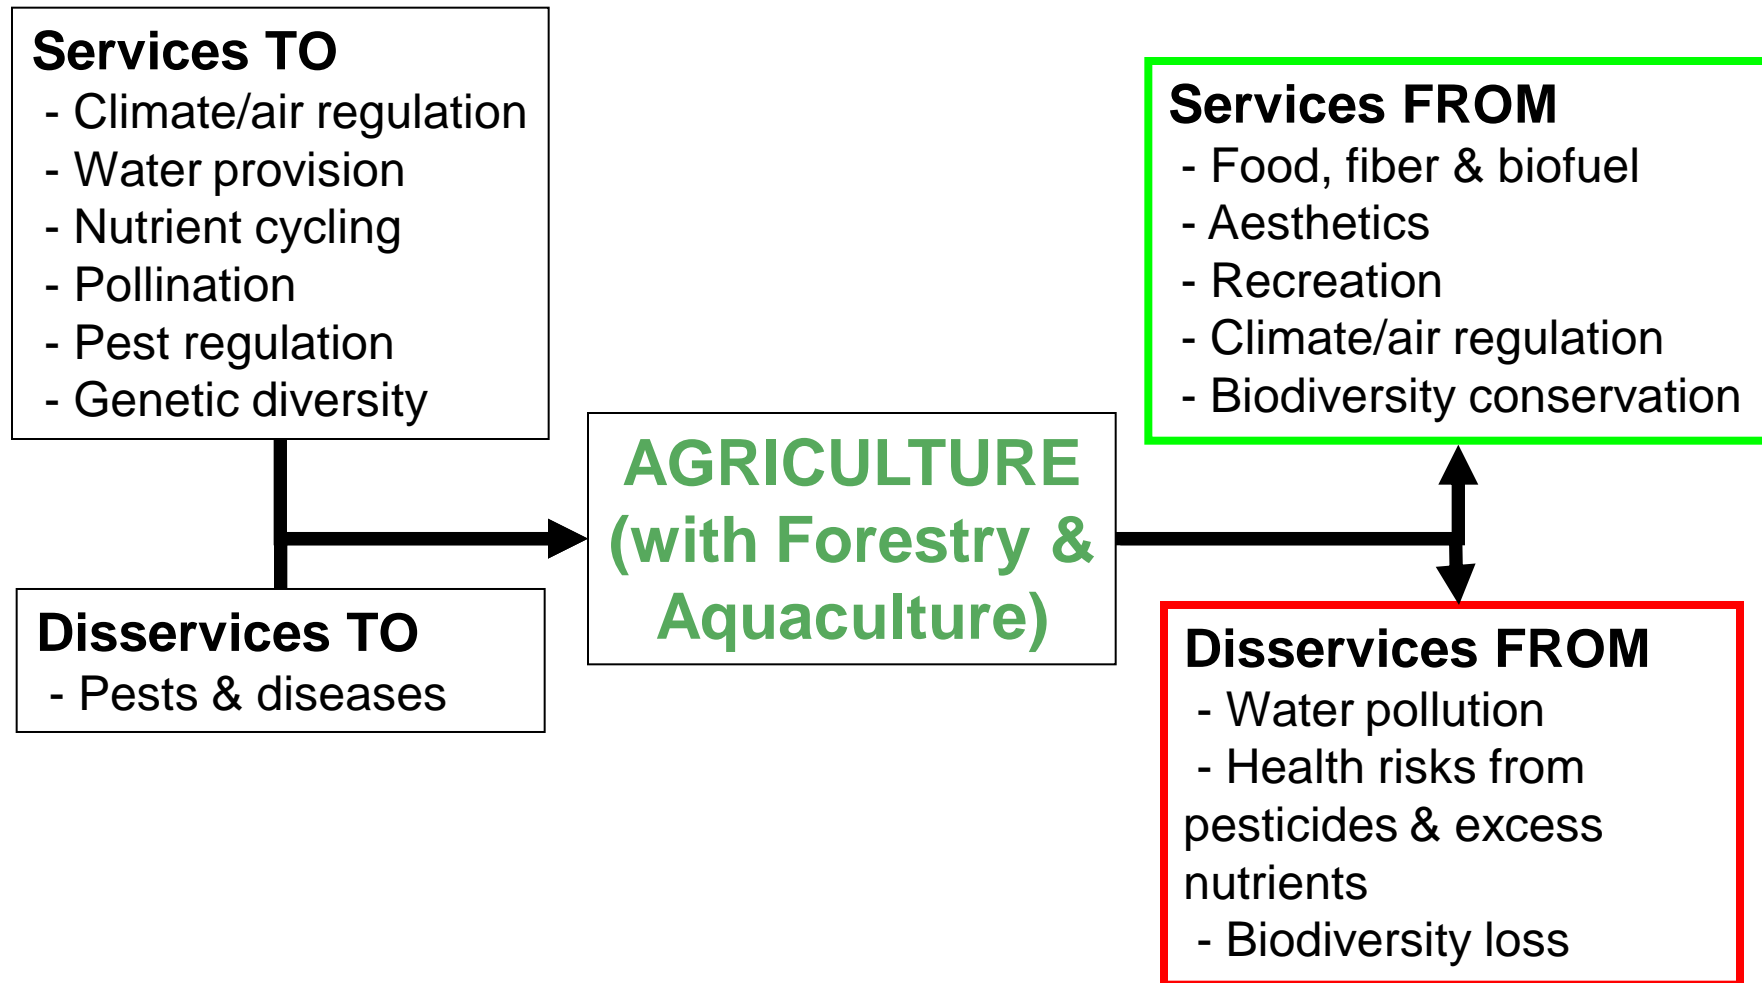 Services TO
- Climate/air regulation
- Water provision
- Nutrient cycling
- Pollination
- Pest regulation
- Genetic diversity
Disservices TO
- Pests & diseases
AGRICULTURE
(with Forestry &
Aquaculture)
Services FROM
- Food, fiber & biofuel
- Aesthetics
- Recreation
- Climate/air regulation
- Biodiversity conservation
Disservices FROM
- Water pollution
- Health risks from
pesticides & excess
nutrients
- Biodiversity loss